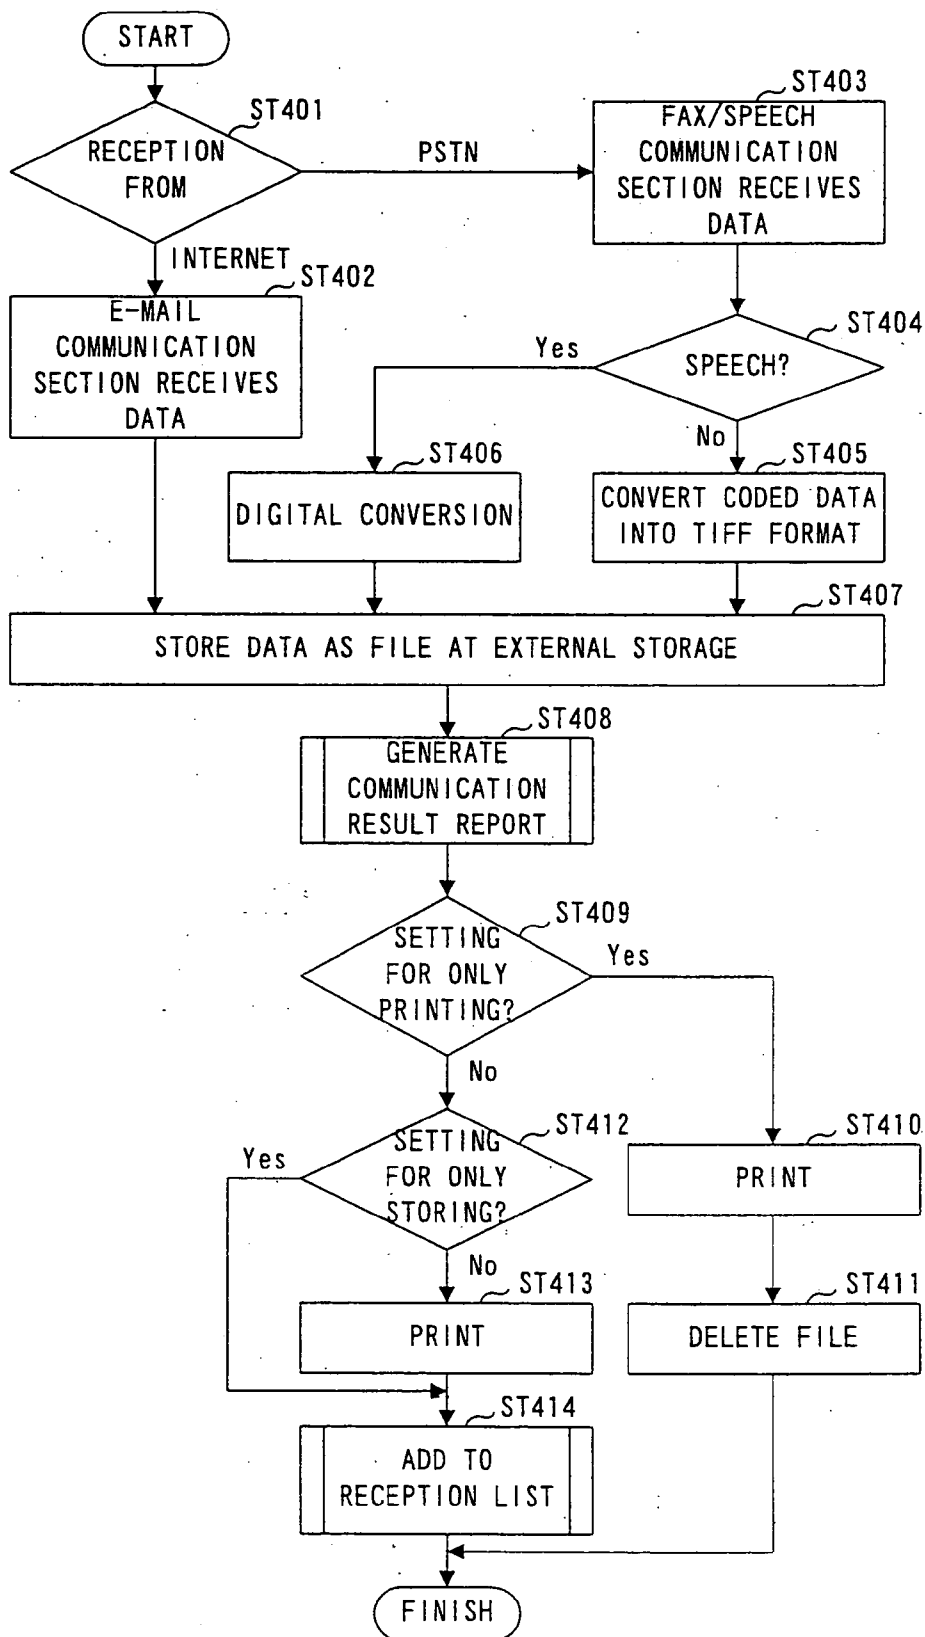 START
ST401
RECEPTION
FROM
PSTN
INTERNET
ST403
FAX/SPEECH
COMMUNICATION
SECTION RECEIVES
DATA
ST402
E-MAIL
COMMUNICATION
SECTION RECEIVES
DATA
ST404
SPEECH?
Yes
No
ST406
DIGITAL CONVERSION
ST405
CONVERT CODED DATA
INTO TIFF FORMAT
ST407
STORE DATA AS FILE AT EXTERNAL STORAGE
ST408
GENERATE
COMMUNICATION
RESULT REPORT
ST409
SETTING
FOR ONLY
PRINTING?
Yes
No
ST412
SETTING
FOR ONLY
STORING?
Yes
No
ST410
PRINT
ST413
PRINT
ST411
DELETE FILE
ST414
ADD TO
RECEPTION LIST
FINISH